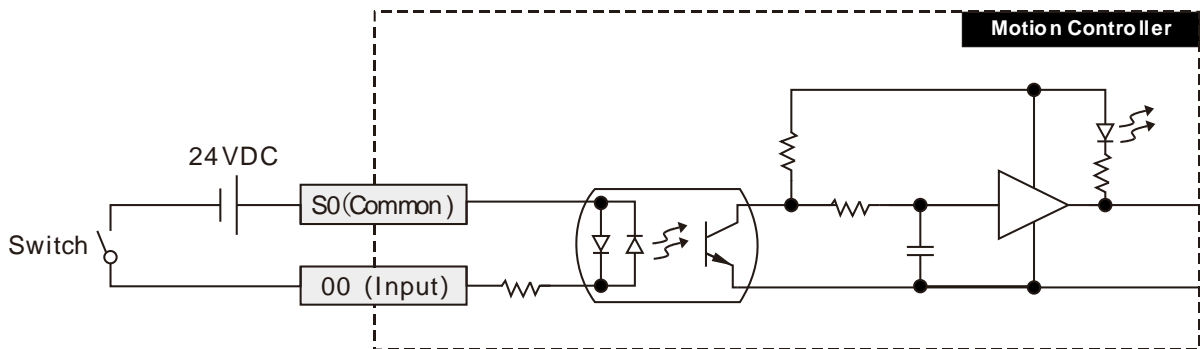 Motion Controller
24VDC
S0(Common)
Switch
00 (Input)